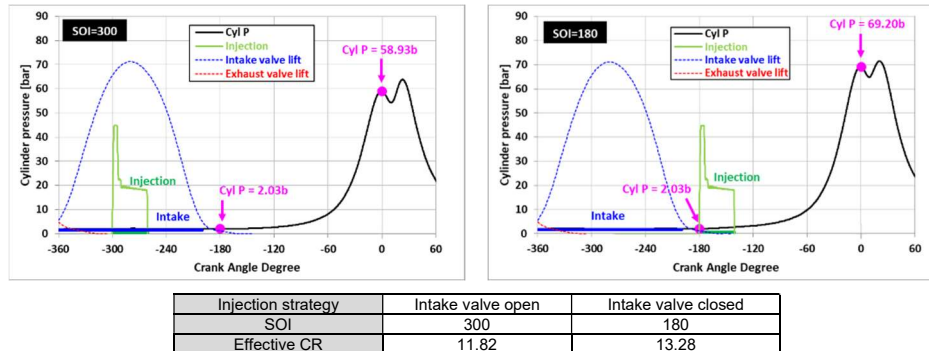 SOI=300
Cyl P
Injection
Intake valve lift
Exhaust valve lift
Cyl P = 58.93b
Injection
Cyl P = 2.03b
Intake
Cylinder pressure [bar]
90
80
70
60
50
40
30
20
10
0
-360 -300 -240 -180 -120 -60 0 60
Crank Angle Degree
SOI=180
Cyl P
Injection
Intake valve lift
Exhaust valve lift
Cyl P = 69.20b
Injection
Cyl P = 2.03b
Intake
Cylinder pressure [bar]
90
80
70
60
50
40
30
20
10
0
-360 -300 -240 -180 -120 -60 0 60
Crank Angle Degree
Injection strategy Intake valve open Intake valve closed
SOI 300 180
Effective CR 11.82 13.28